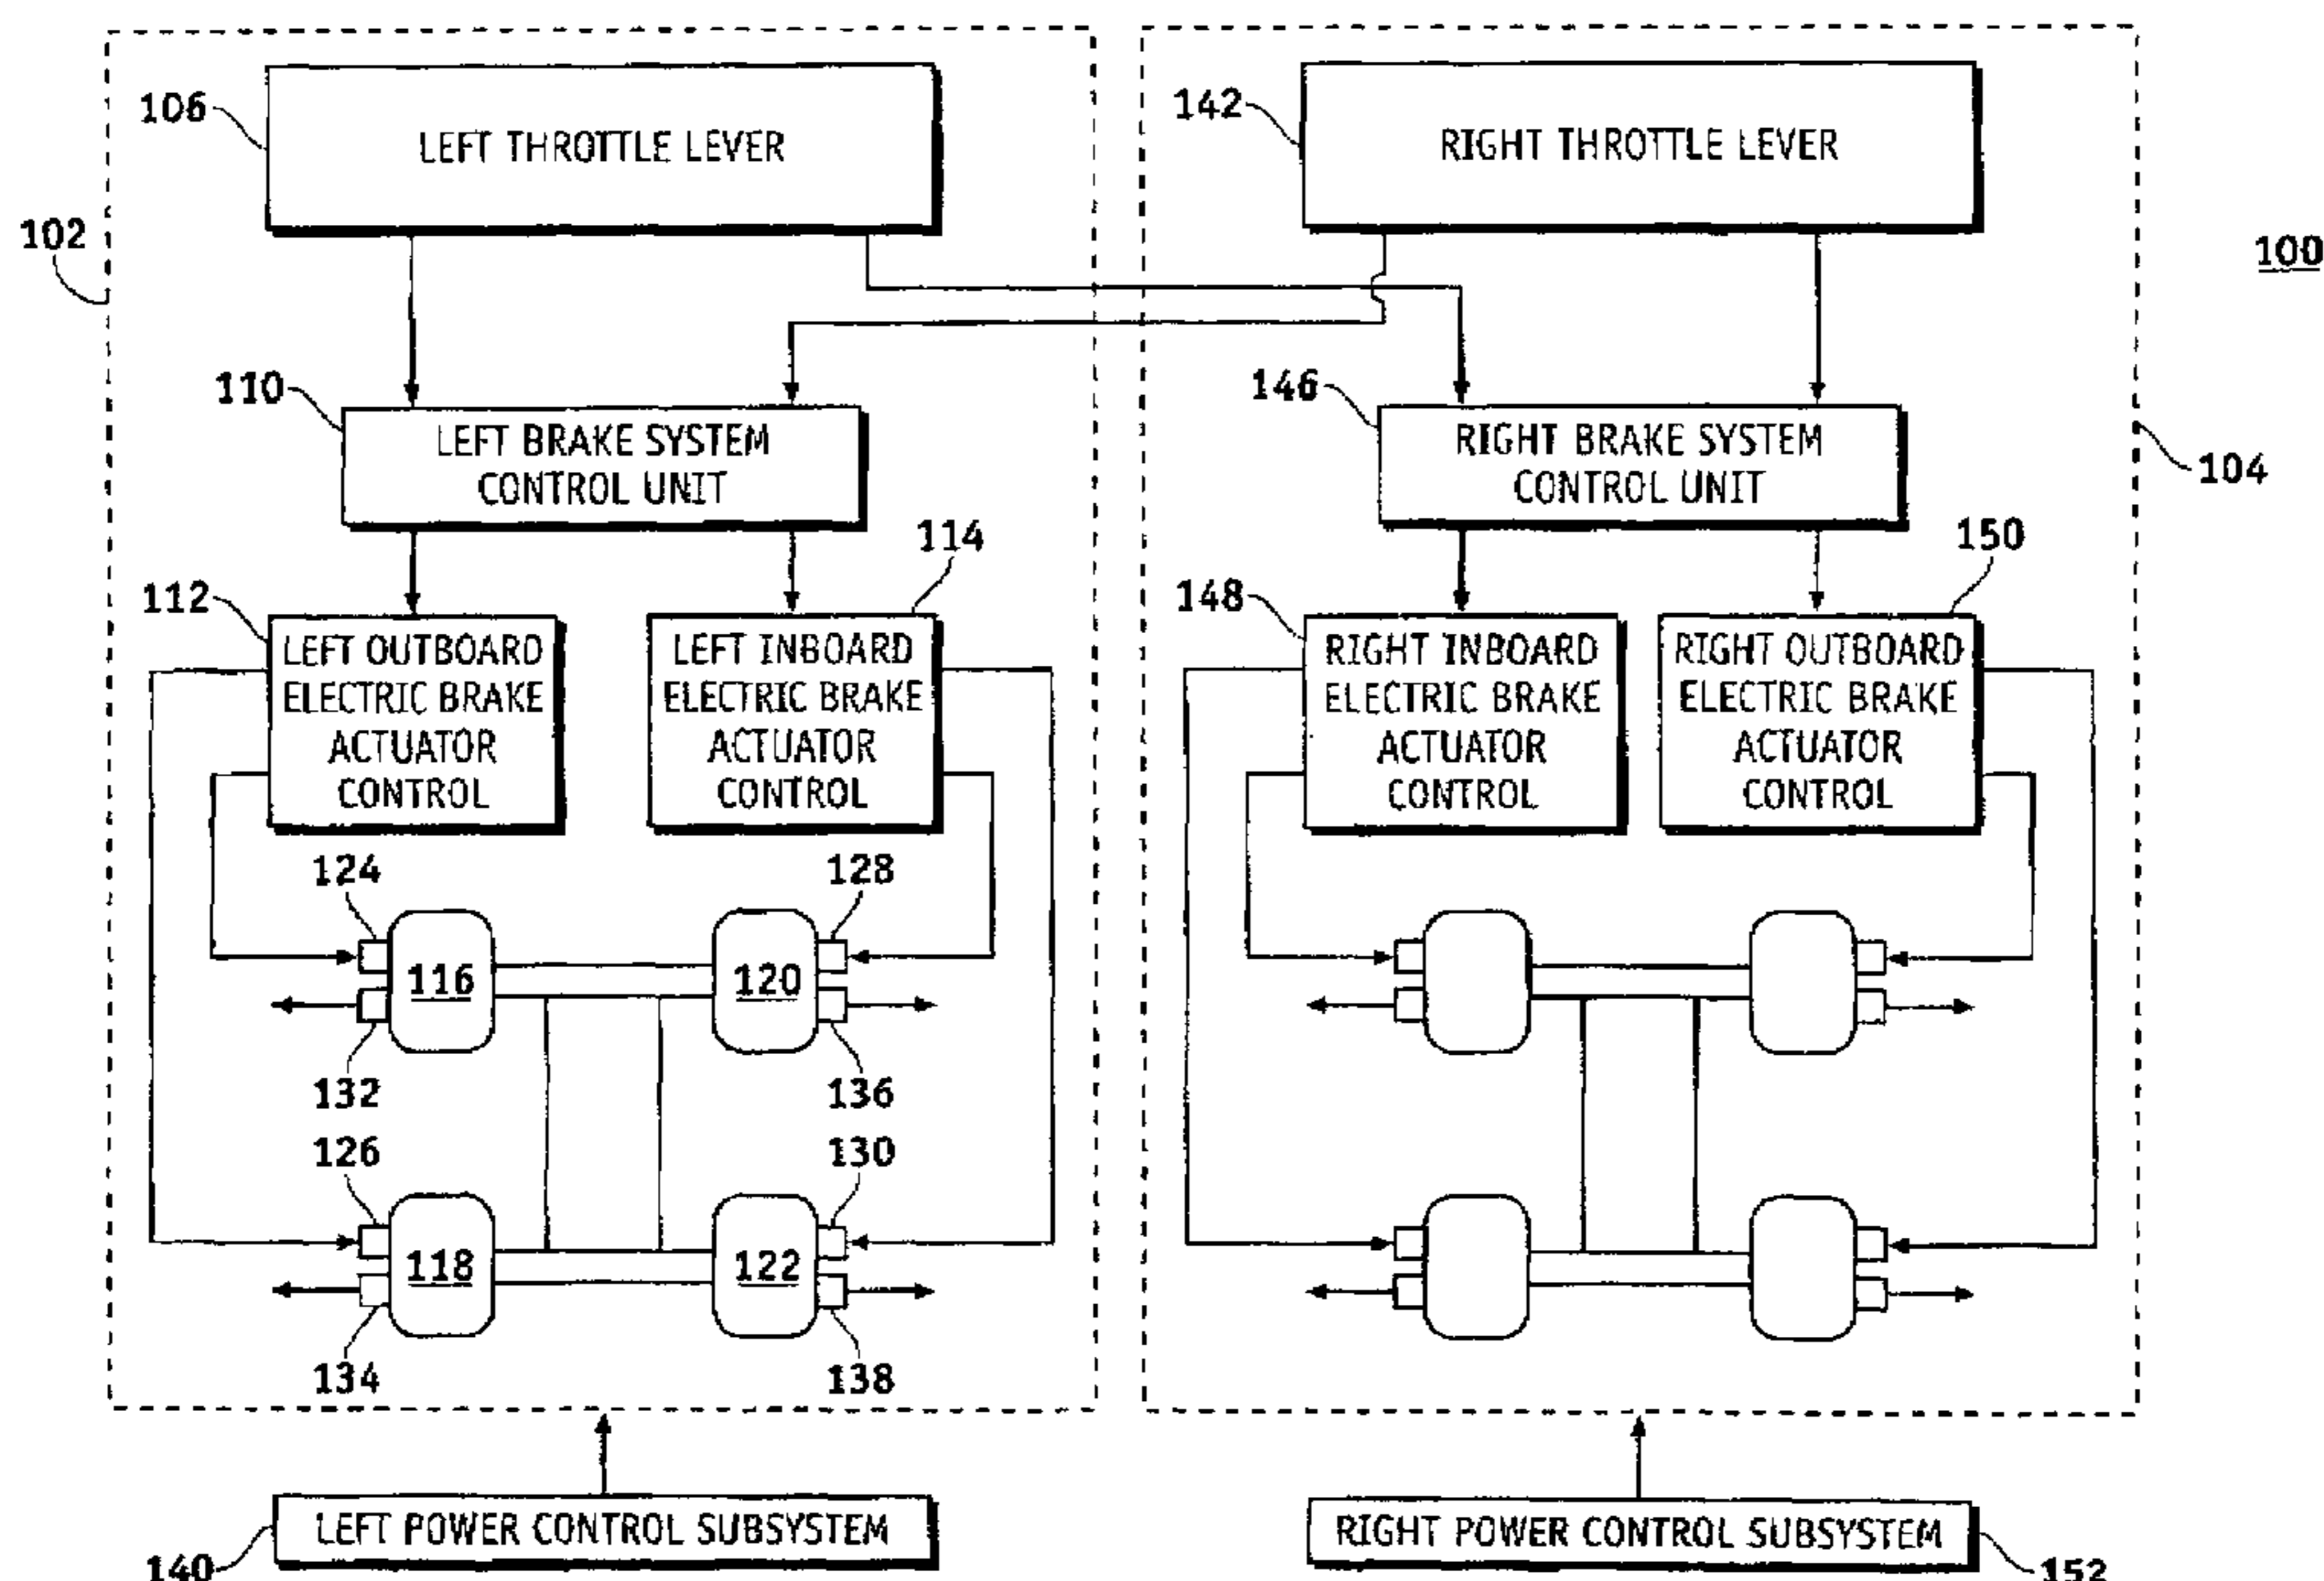 106
LEFT THROTTLE LEVER
142
RIGHT THROTTLE LEVER
102
100
110
LEFT BRAKE SYSTEM
CONTROL UNIT
146
RIGHT BRAKE SYSTEM
CONTROL UNIT
104
114
150
112
LEFT OUTBOARD
ELECTRIC BRAKE
ACTUATOR
CONTROL
LEFT INBOARD
ELECTRIC BRAKE
ACTUATOR
CONTROL
148
RIGHT INBOARD
ELECTRIC BRAKE
ACTUATOR
CONTROL
RIGHT OUTBOARD
ELECTRIC BRAKE
ACTUATOR
CONTROL
124
128
116
120
132
136
126
130
118
122
134
138
LEFT POWER CONTROL SUBSYSTEM
140
RIGHT POWER CONTROL SUBSYSTEM
152